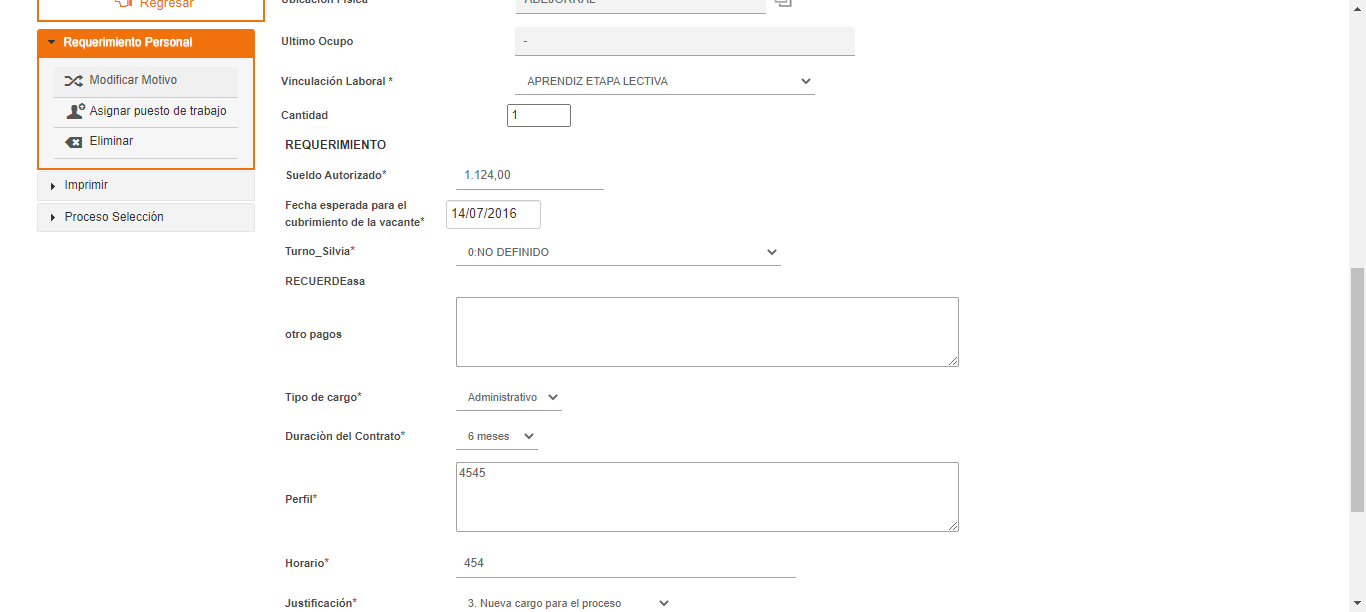 Regresar
Ubicación Física ABEJORRAL
Requerimiento Personal
Ultimo Ocupo -
Modificar Motivo
Vinculación Laboral * APRENDIZ ETAPA LECTIVA
Asignar puesto de trabajo
Cantidad 1
Eliminar
REQUERIMIENTO
Imprimir
Sueldo Autorizado* 1.124,00
Proceso Selección
Fecha esperada para el
cubrimiento de la vacante* 14/07/2016
Turno_Silvia* 0:NO DEFINIDO
RECUERDEasa
otro pagos
Tipo de cargo* Administrativo
Duraciòn del Contrato* 6 meses
Perfil* 4545
Horario* 454
Justificación* 3. Nueva cargo para el proceso